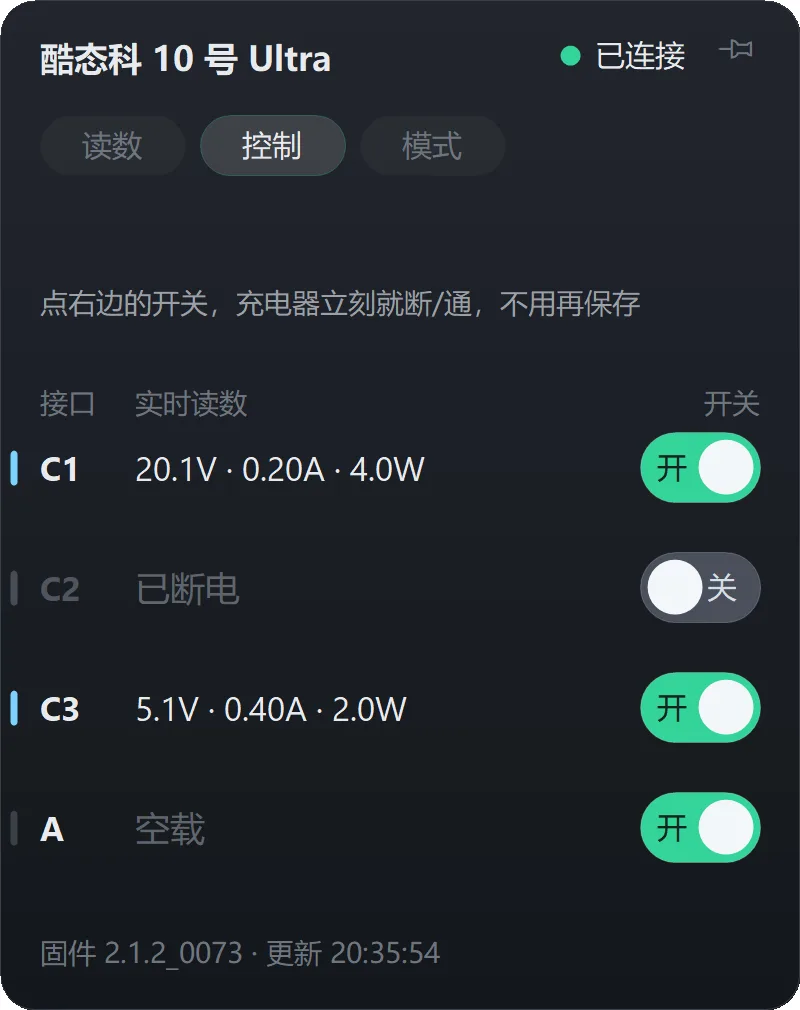 酷态科 10 号 Ultra 已连接
读数 控制 模式
点右边的开关，充电器立刻就断/通，不用再保存
接口 实时读数 开关
C1 20.1V · 0.20A · 4.0W 开
C2 已断电 关
C3 5.1V · 0.40A · 2.0W 开
A 空载 开
固件 2.1.2_0073 · 更新 20:35:54